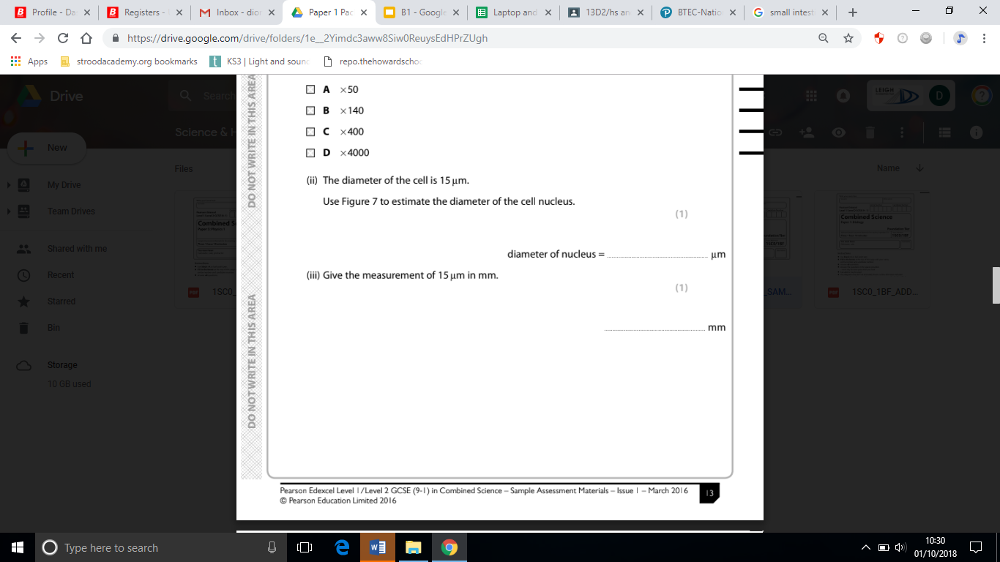 Profile - Da
Registers -
Inbox - dior
Paper 1 Pac
B1 - Google
Laptop and
13D2/hs an
BTEC-Natio
small intest
https://drive.google.com/drive/folders/1e__2Yimdc3aww8Siw0ReuysEdHPrZUgh
Apps
stroodacademy.org bookmarks
KS3 | Light and soun
repo.thehowardschoo
Drive
Search
LEIGH
D
Science & H
New
Files
Name
My Drive
Team Drives
Shared with me
Recent
Starred
Bin
Storage
10 GB used
Combined Sc
Combined Science
1SC0_
_SAM...
1SC0_1BF_ADD...
DO NOT WRITE IN THIS AREA
DO NOT WRITE IN THIS AREA
A ×50
B ×140
C ×400
D ×4000
(ii) The diameter of the cell is 15 µm.
Use Figure 7 to estimate the diameter of the cell nucleus.
(1)
diameter of nucleus = ........................................ µm
(iii) Give the measurement of 15 µm in mm.
(1)
........................................ mm
Pearson Edexcel Level 1/Level 2 GCSE (9-1) in Combined Science – Sample Assessment Materials – Issue 1 – March 2016
© Pearson Education Limited 2016
13
Type here to search
10:30
01/10/2018